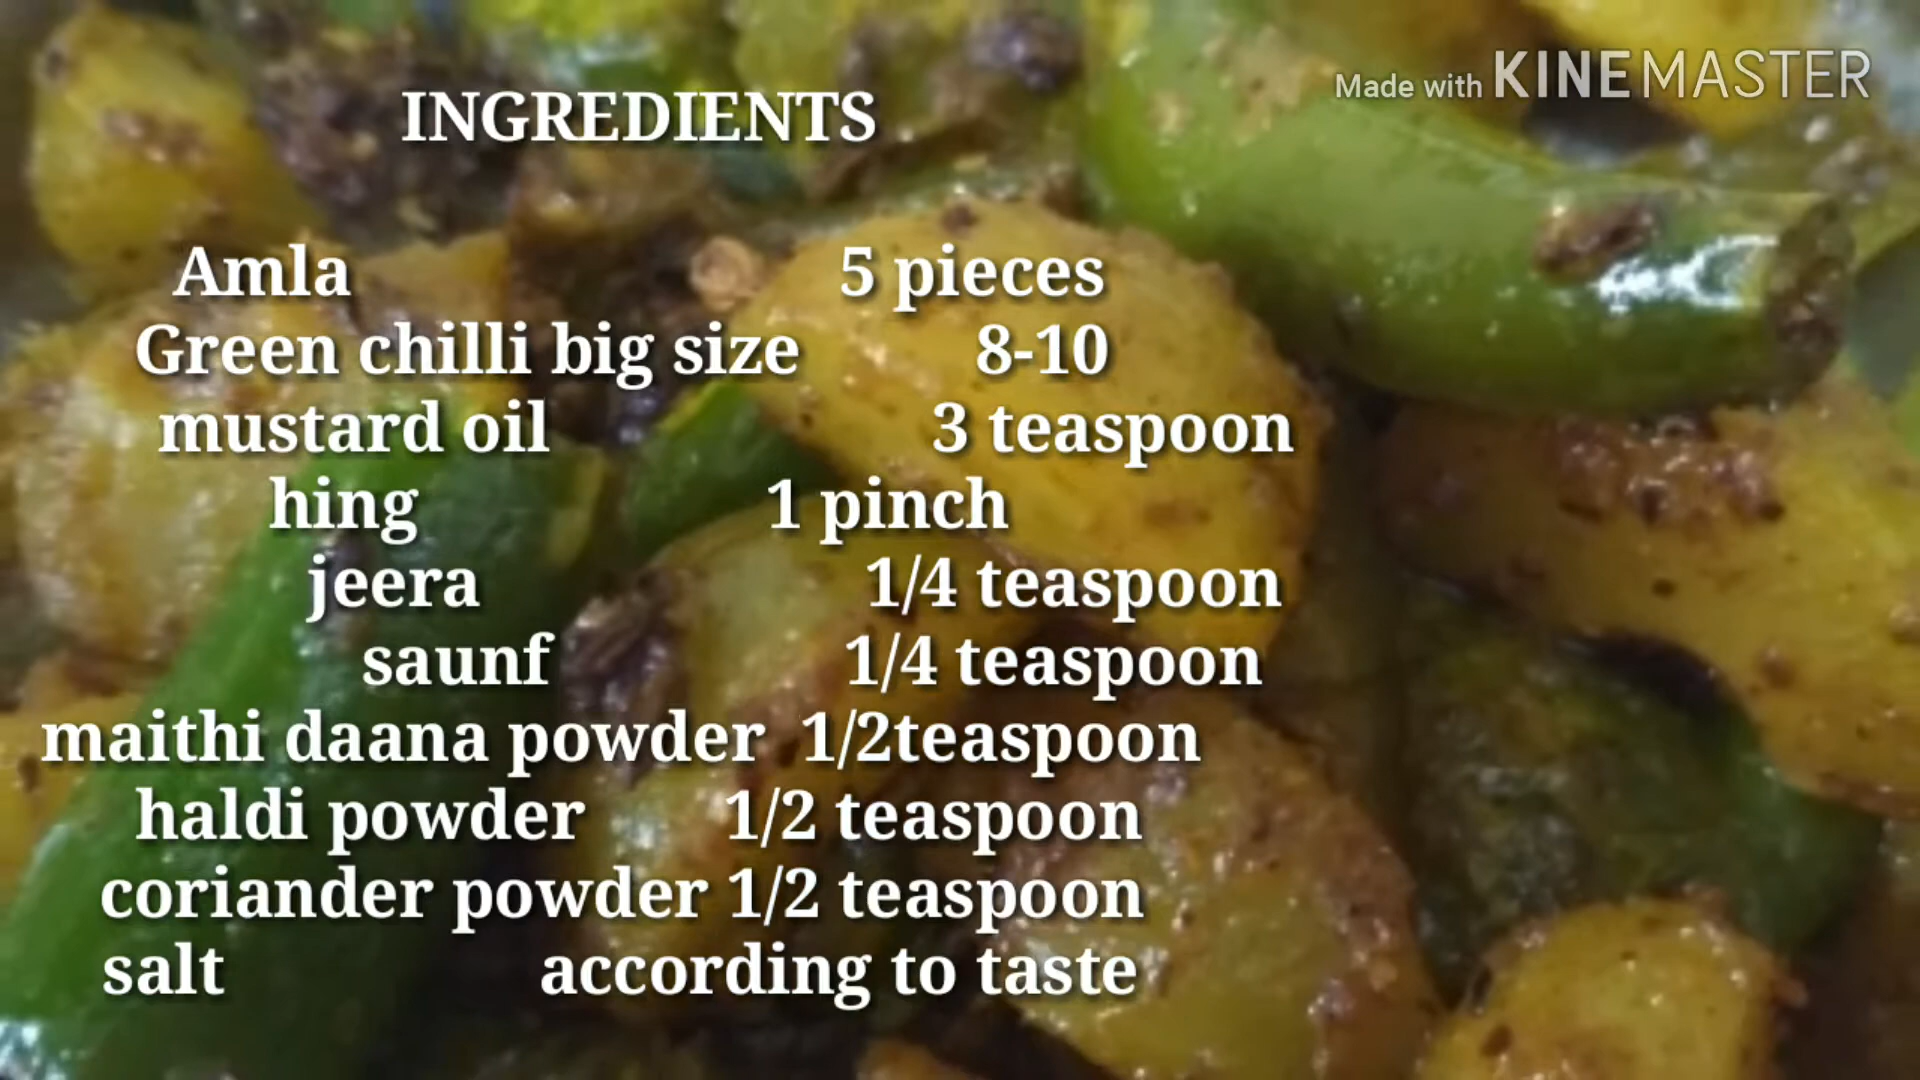 Made with KINEMASTER
INGREDIENTS
Amla 5 pieces
Green chilli big size 8-10
mustard oil 3 teaspoon
hing 1 pinch
jeera 1/4 teaspoon
saunf 1/4 teaspoon
maithi daana powder 1/2teaspoon
haldi powder 1/2 teaspoon
coriander powder 1/2 teaspoon
salt according to taste